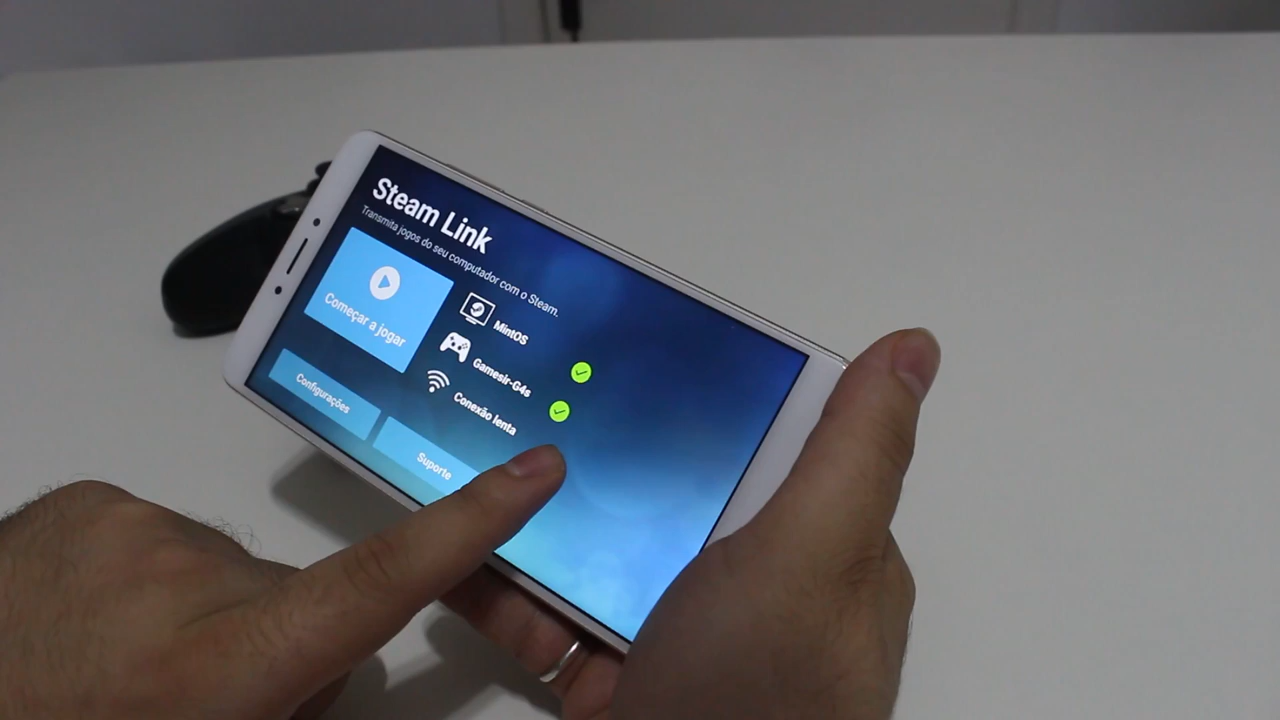 Steam Link
Transmita jogos do seu computador com o Steam.
Começar a jogar
MintOS
Gamesir-G4s
Conexão lenta
Configurações
Suporte